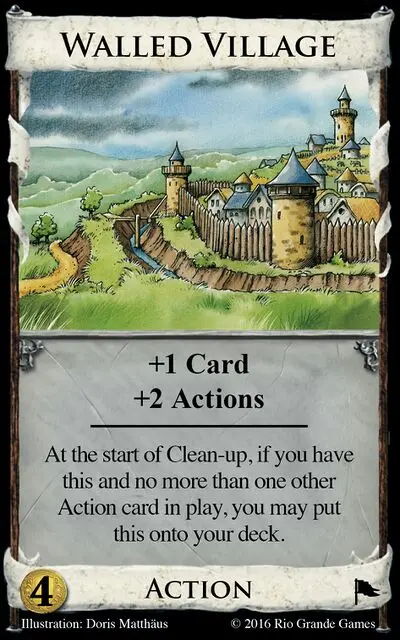 Walled Village
+1 Card
+2 Actions
At the start of Clean-up, if you have
this and no more than one other
Action card in play, you may put
this onto your deck.
4
Action
Illustration: Doris Matthäus © 2016 Rio Grande Games